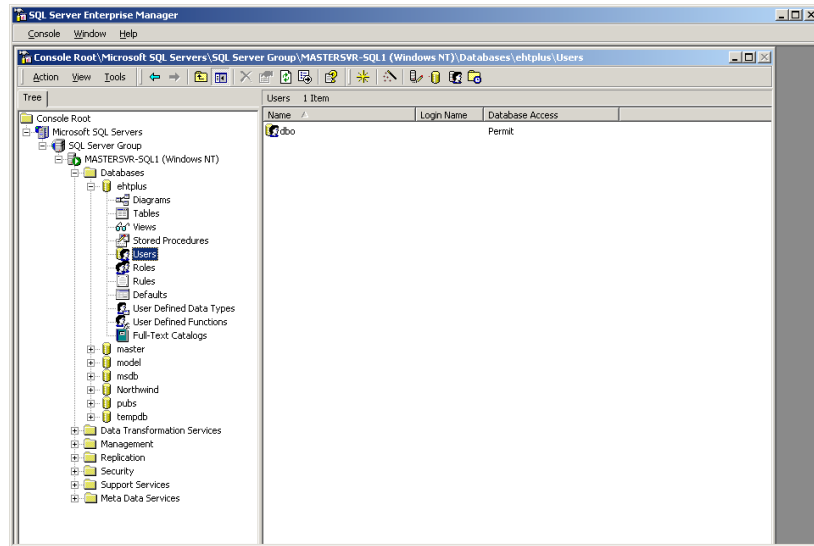 SQL Server Enterprise Manager
Console Window Help
Console Root\Microsoft SQL Servers\SQL Server Group\MASTERSVR-SQL1 (Windows NT)\Databases\ehtplus\Users
Action View Tools
Tree
Users 1 Item
Console Root
Microsoft SQL Servers
SQL Server Group
MASTERSVR-SQL1 (Windows NT)
Databases
ehtplus
Diagrams
Tables
Views
Stored Procedures
Users
Roles
Rules
Defaults
User Defined Data Types
User Defined Functions
Full-Text Catalogs
master
model
msdb
Northwind
pubs
tempdb
Data Transformation Services
Management
Replication
Security
Support Services
Meta Data Services
Name Login Name Database Access
dbo Permit